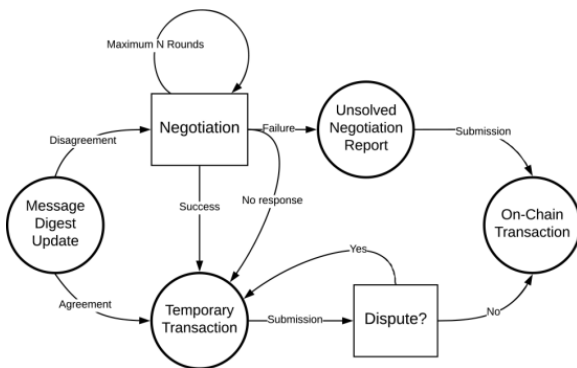 Maximum N Rounds
Negotiation
Failure
Unsolved
Negotiation
Report
Submission
Disagreement
Message
Digest
Update
Success
No response
On-Chain
Transaction
Yes
Agreement
Temporary
Transaction
Submission
Dispute?
No